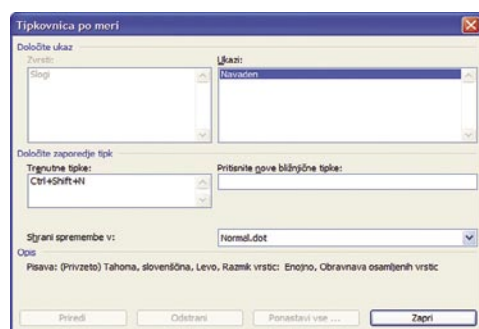 Tipkovnica po meri
Določite ukaz
Zvrsti:
Ukazi:
Slogi
Navaden
Določite zaporedje tipk
Trenutne tipke:
Pritisnite nove bližnjične tipke:
Ctrl+Shift+N
Shrani spremembe v:
Normal.dot
Opis
Pisava: (Privzeto) Tahoma, slovenščina, Levo, Razmik vrstic: Enojno, Obravnava osamljenih vrstic
Priredi
Odstrani
Ponastavi vse ...
Zapri